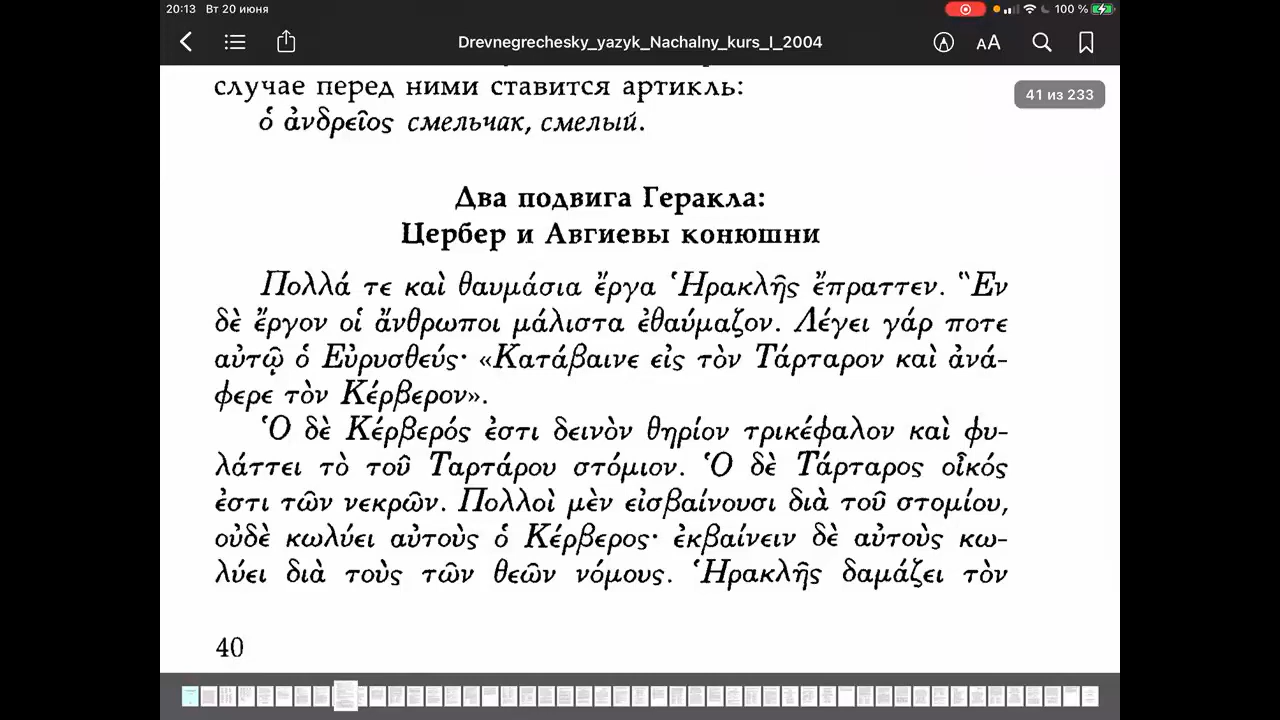 20:13 Вт 20 июня
100 %
Drevnegrechesky_yazyk_Nachalny_kurs_I_2004
AA
случае перед ними ставится артикль:
41 из 233
ὁ ἀνδρεῖος смельчак, смелый.
Два подвига Геракла:
Цербер и Авгиевы конюшни
Πολλά τε καὶ θαυμάσια ἔργα Ἡρακλῆς ἔπραττεν. Ἓν
δὲ ἔργον οἱ ἄνθρωποι μάλιστα ἐθαύμαζον. Λέγει γάρ ποτε
αὐτῷ ὁ Εὐρυσθεύς· «Κατάβαινε εἰς τὸν Τάρταρον καὶ ἀνά-
φερε τὸν Κέρβερον».
Ὁ δὲ Κέρβερός ἐστι δεινὸν θηρίον τρικέφαλον καὶ φυ-
λάττει τὸ τοῦ Ταρτάρου στόμιον. Ὁ δὲ Τάρταρος οἶκός
ἐστι τῶν νεκρῶν. Πολλοὶ μὲν εἰσβαίνουσι διὰ τοῦ στομίου,
οὐδὲ κωλύει αὐτοὺς ὁ Κέρβερος· ἐκβαίνειν δὲ αὐτοὺς κω-
λύει διὰ τοὺς τῶν θεῶν νόμους. Ἡρακλῆς δαμάζει τὸν
40